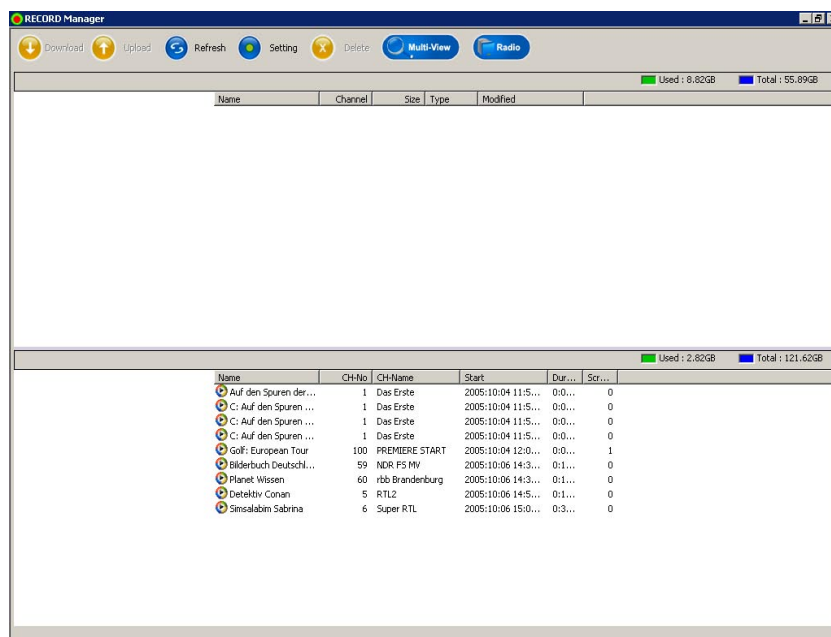 RECORD Manager
Download Upload Refresh Setting Delete Multi-View Radio
Used : 8.82GB Total : 55.89GB
Name Channel Size Type Modified
Used : 2.82GB Total : 121.62GB
Name CH-No CH-Name Start Dur... Scr...
Auf den Spuren der... 1 Das Erste 2005:10:04 11:5... 0:0... 0
C: Auf den Spuren ... 1 Das Erste 2005:10:04 11:5... 0:0... 0
C: Auf den Spuren ... 1 Das Erste 2005:10:04 11:5... 0:0... 0
C: Auf den Spuren ... 1 Das Erste 2005:10:04 11:5... 0:0... 0
Golf: European Tour 100 PREMIERE START 2005:10:04 12:0... 0:0... 1
Bilderbuch Deutschl... 59 NDR FS MV 2005:10:06 14:3... 0:1... 0
Planet Wissen 60 rbb Brandenburg 2005:10:06 14:3... 0:1... 0
Detektiv Conan 5 RTL2 2005:10:06 14:5... 0:1... 0
Simsalabim Sabrina 6 Super RTL 2005:10:06 15:0... 0:3... 0